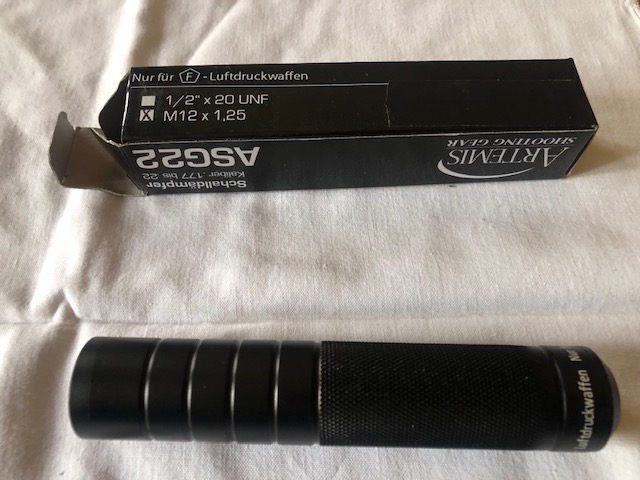 Nur für F - Luftdruckwaffen
1/2" x 20 UNF
X M12 x 1,25
Schalldämpfer
Kaliber .177 bis .22
ASG22
ARTEMIS
SHOOTING GEAR
Luftdruckwaffen Nur